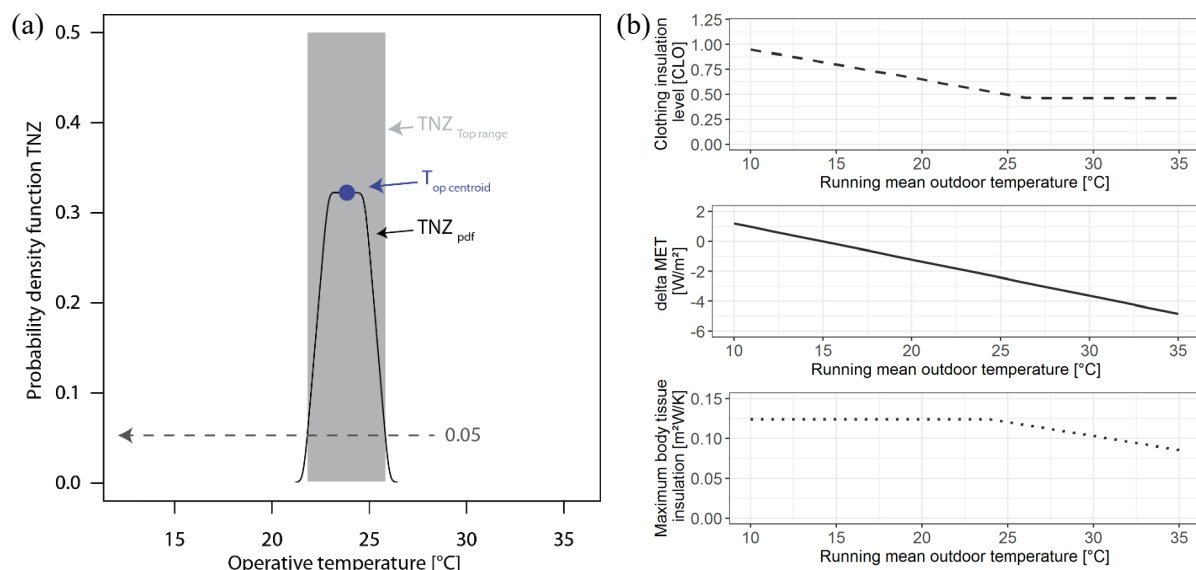 (a)
Probability density function TNZ
0.5
0.4
0.3
0.2
0.1
0.0
TNZ Top range
T op centroid
TNZ pdf
0.05
15 20 25 30 35
Operative temperature [°C]
(b)
Clothing insulation
level [CLO]
1.25
1.00
0.75
0.50
0.25
0.00
10 15 20 25 30 35
Running mean outdoor temperature [°C]
delta MET
[W/m²]
2
0
-2
-4
-6
10 15 20 25 30 35
Running mean outdoor temperature [°C]
Maximum body tissue
insulation [m²W/K]
0.15
0.10
0.05
0.00
10 15 20 25 30 35
Running mean outdoor temperature [°C]